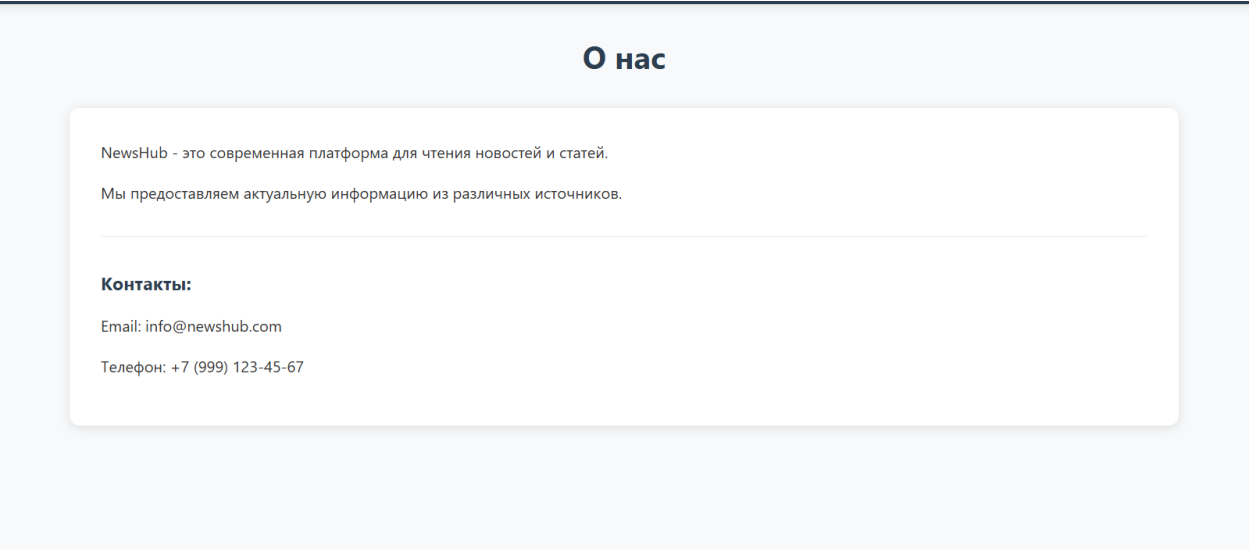 О нас
NewsHub - это современная платформа для чтения новостей и статей.
Мы предоставляем актуальную информацию из различных источников.
Контакты:
Email: info@newshub.com
Телефон: +7 (999) 123-45-67